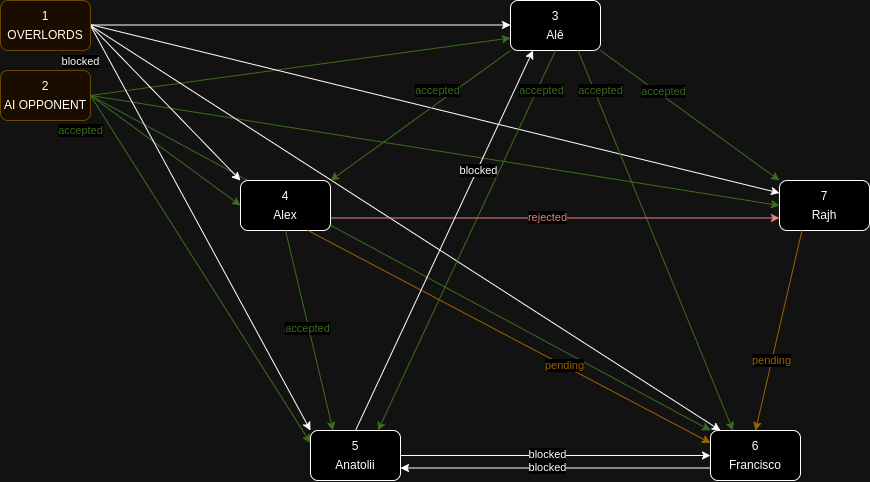 1
OVERLORDS
3
Alê
blocked
2
AI OPPONENT
accepted
accepted
accepted
accepted
accepted
blocked
4
Alex
7
Rajh
rejected
accepted
pending
pending
5
Anatolii
blocked
blocked
6
Francisco